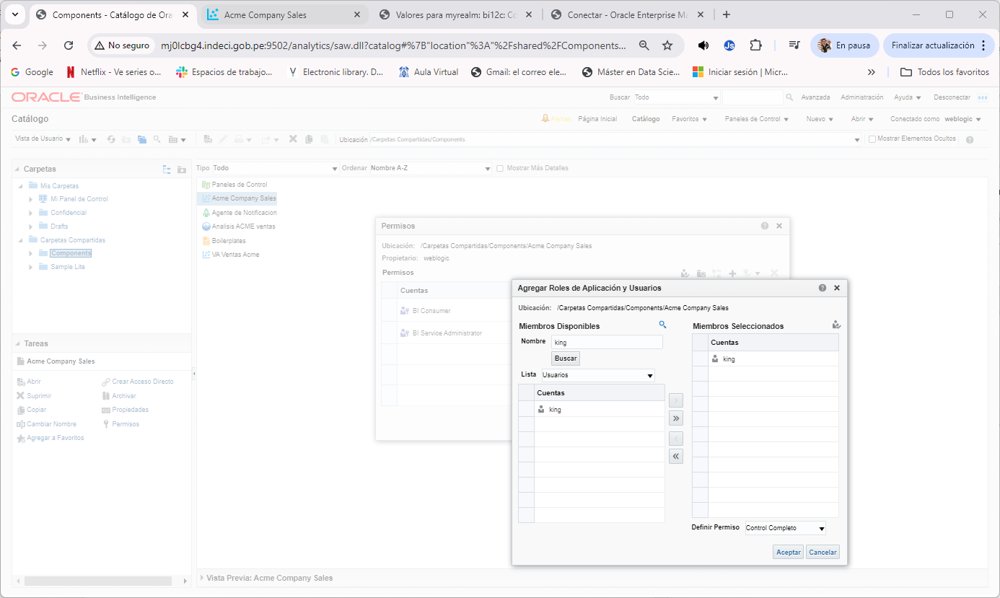 Components - Catálogo de Ora
Acme Company Sales
Valores para myrealm: bi12c: Co
Conectar - Oracle Enterprise Ma
No seguro
mj0lcbg4.indeci.gob.pe:9502/analytics/saw.dll?catalog#%7B"location"%3A"%2Fshared%2FComponents...
Js
En pausa
Finalizar actualización
Google
Netflix - Ve series o...
Espacios de trabajo...
Electronic library. D...
Aula Virtual
Gmail: el correo ele...
Máster en Data Scie...
Iniciar sesión | Micr...
Todos los favoritos
ORACLE Business Intelligence
Buscar Todo
Avanzada Administración Ayuda Desconectar
Catálogo
Alertas Página Inicial Catálogo Favoritos Paneles de Control Nuevo Abrir Conectado como weblogic
Vista de Usuario
Ubicación /Carpetas Compartidas/Components
Mostrar Elementos Ocultos
Carpetas
Mis Carpetas
Mi Panel de Control
Confidencial
Drafts
Carpetas Compartidas
Components
Sample Lite
Tareas
Acme Company Sales
Abrir Crear Acceso Directo
Suprimir Archivar
Copiar Propiedades
Cambiar Nombre Permisos
Agregar a Favoritos
Tipo Todo Ordenar Nombre A-Z Mostrar Más Detalles
Paneles de Control
Acme Company Sales
Agente de Notificacion
Analisis ACME ventas
Boilerplates
VA Ventas Acme
Permisos
Ubicación: /Carpetas Compartidas/Components/Acme Company Sales
Propietario: weblogic
Permisos
Cuentas
BI Consumer
BI Service Administrator
Agregar Roles de Aplicación y Usuarios
Ubicación: /Carpetas Compartidas/Components/Acme Company Sales
Miembros Disponibles
Nombre king
Buscar
Lista Usuarios
Cuentas
king
Miembros Seleccionados
Cuentas
king
Definir Permiso Control Completo
Aceptar Cancelar
Vista Previa: Acme Company Sales